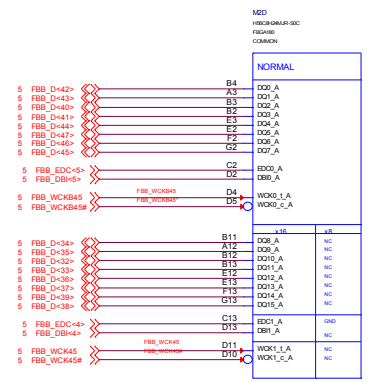 M2D
H56C8H24MJR-S0C
FBGA180
COMMON
NORMAL
5 FBB_D<42> B4 DQ0_A
5 FBB_D<43> A3 DQ1_A
5 FBB_D<40> B3 DQ2_A
5 FBB_D<41> B2 DQ3_A
5 FBB_D<44> E3 DQ4_A
5 FBB_D<47> E2 DQ5_A
5 FBB_D<46> F2 DQ6_A
5 FBB_D<45> G2 DQ7_A
5 FBB_EDC<5> C2 EDC0_A
5 FBB_DBI<5> D2 DBI0_A
5 FBB_WCKB45 FBB_WCKB45 D4 WCK0_t_A
5 FBB_WCKB45# FBB_WCKB45# D5 WCK0_c_A
x16 x8
5 FBB_D<34> B11 DQ8_A NC
5 FBB_D<35> A12 DQ9_A NC
5 FBB_D<32> B12 DQ10_A NC
5 FBB_D<33> B13 DQ11_A NC
5 FBB_D<36> E12 DQ12_A NC
5 FBB_D<37> E13 DQ13_A NC
5 FBB_D<39> F13 DQ14_A NC
5 FBB_D<38> G13 DQ15_A NC
5 FBB_EDC<4> C13 EDC1_A GND
5 FBB_DBI<4> D13 DBI1_A NC
5 FBB_WCK45 FBB_WCK45 D11 WCK1_t_A NC
5 FBB_WCK45# FBB_WCK45# D10 WCK1_c_A NC